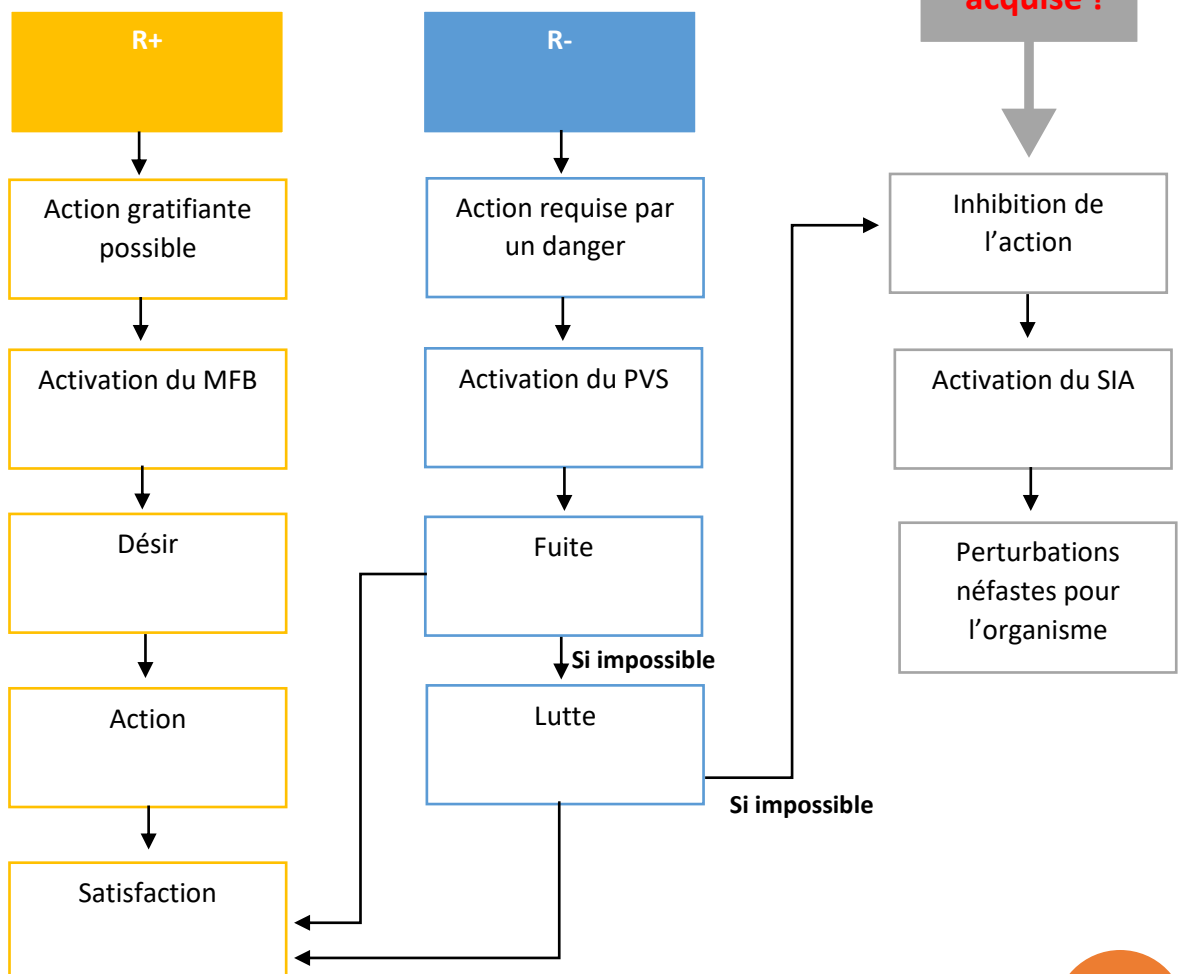 acquise !
R+
Action gratifiante
possible
Activation du MFB
Désir
Action
Satisfaction
R-
Action requise par
un danger
Activation du PVS
Fuite
Si impossible
Lutte
Si impossible
Inhibition de
l’action
Activation du SIA
Perturbations
néfastes pour
l’organisme